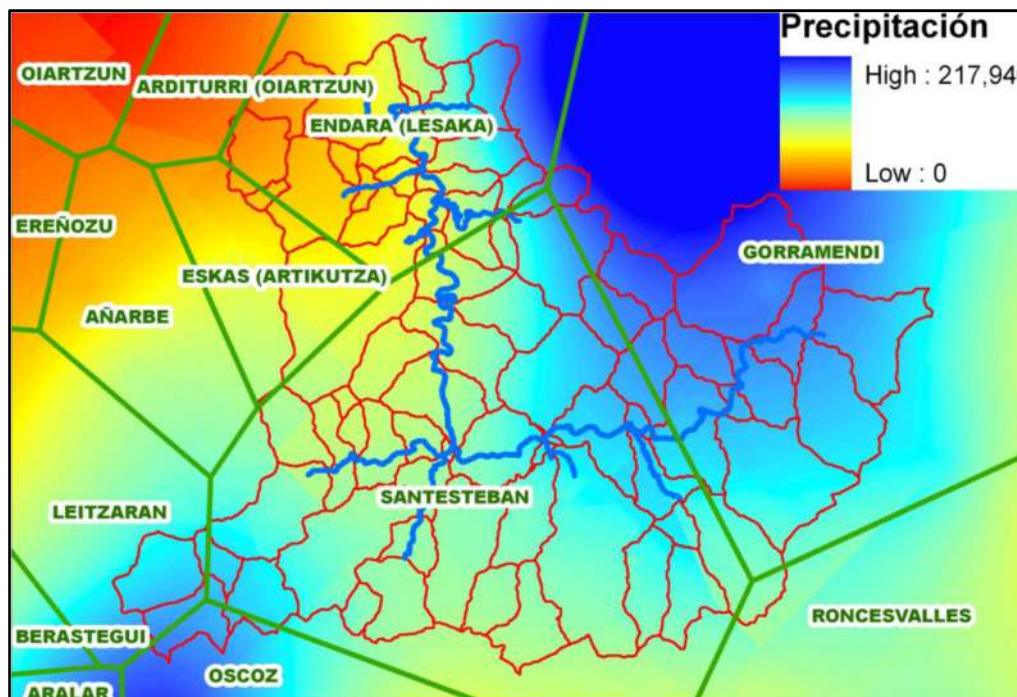 Precipitación
High : 217,94
Low : 0
OIARTZUN
ARDITURRI (OIARTZUN)
ENDARA (LESAKA)
EREÑOZU
GORRAMENDI
ESKAS (ARTIKUTZA)
AÑARBE
SANTESTEBAN
LEITZARAN
RONCESVALLES
BERASTEGUI
OSCOZ
ARALAR